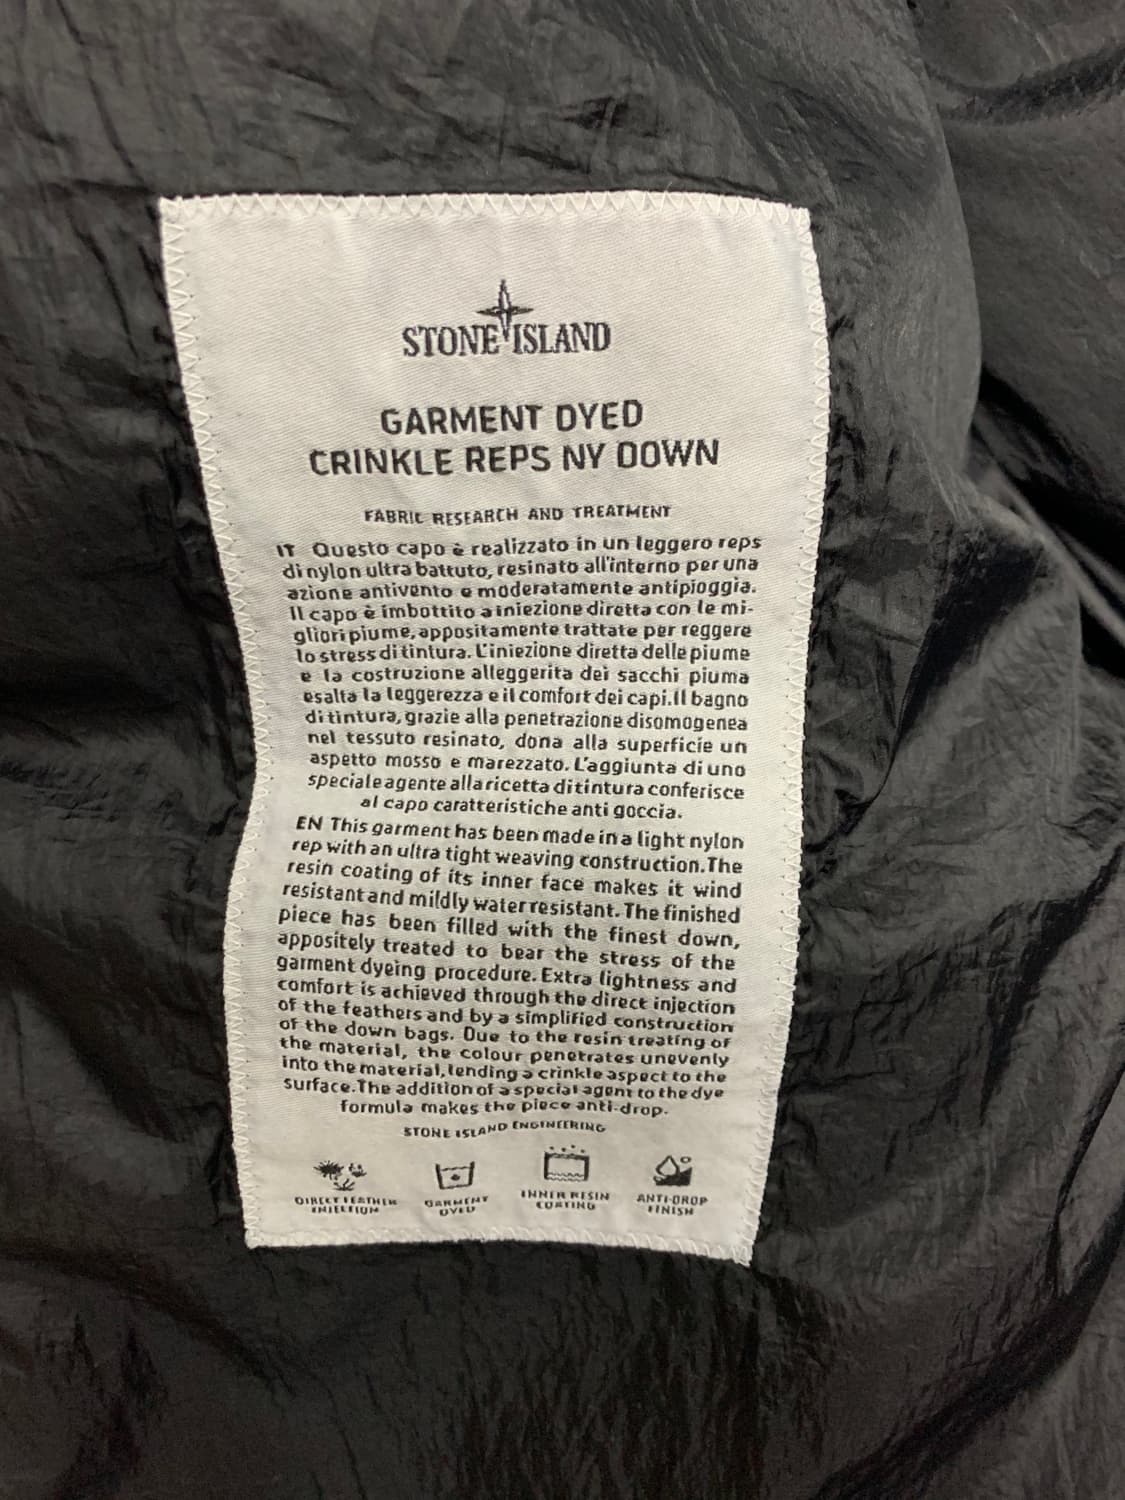 STONE ISLAND
GARMENT DYED
CRINKLE REPS NY DOWN
FABRIC RESEARCH AND TREATMENT
IT Questo capo è realizzato in un leggero reps
di nylon ultra battuto, resinato all'interno per una
azione antivento e moderatamente antipioggia.
Il capo è imbottito a iniezione diretta con le mi-
gliori piume, appositamente trattate per reggere
lo stress di tintura. L'iniezione diretta delle piume
e la costruzione alleggerita dei sacchi piuma
esalta la leggerezza e il comfort dei capi. Il bagno
di tintura, grazie alla penetrazione disomogenea
nel tessuto resinato, dona alla superficie un
aspetto mosso e marezzato. L'aggiunta di uno
speciale agente alla ricetta di tintura conferisce
al capo caratteristiche anti goccia.
EN This garment has been made in a light nylon
rep with an ultra tight weaving construction. The
resin coating of its inner face makes it wind
resistant and mildly water resistant. The finished
piece has been filled with the finest down,
appositely treated to bear the stress of the
garment dyeing procedure. Extra lightness and
comfort is achieved through the direct injection
of the feathers and by a simplified construction
of the down bags. Due to the resin treating of
the material, the colour penetrates unevenly
into the material, lending a crinkle aspect to the
surface. The addition of a special agent to the dye
formula makes the piece anti-drop.
STONE ISLAND ENGINEERING
DIRECT FEATHER INJECTION
GARMENT DYED
INNER RESIN COATING
ANTI-DROP FINISH